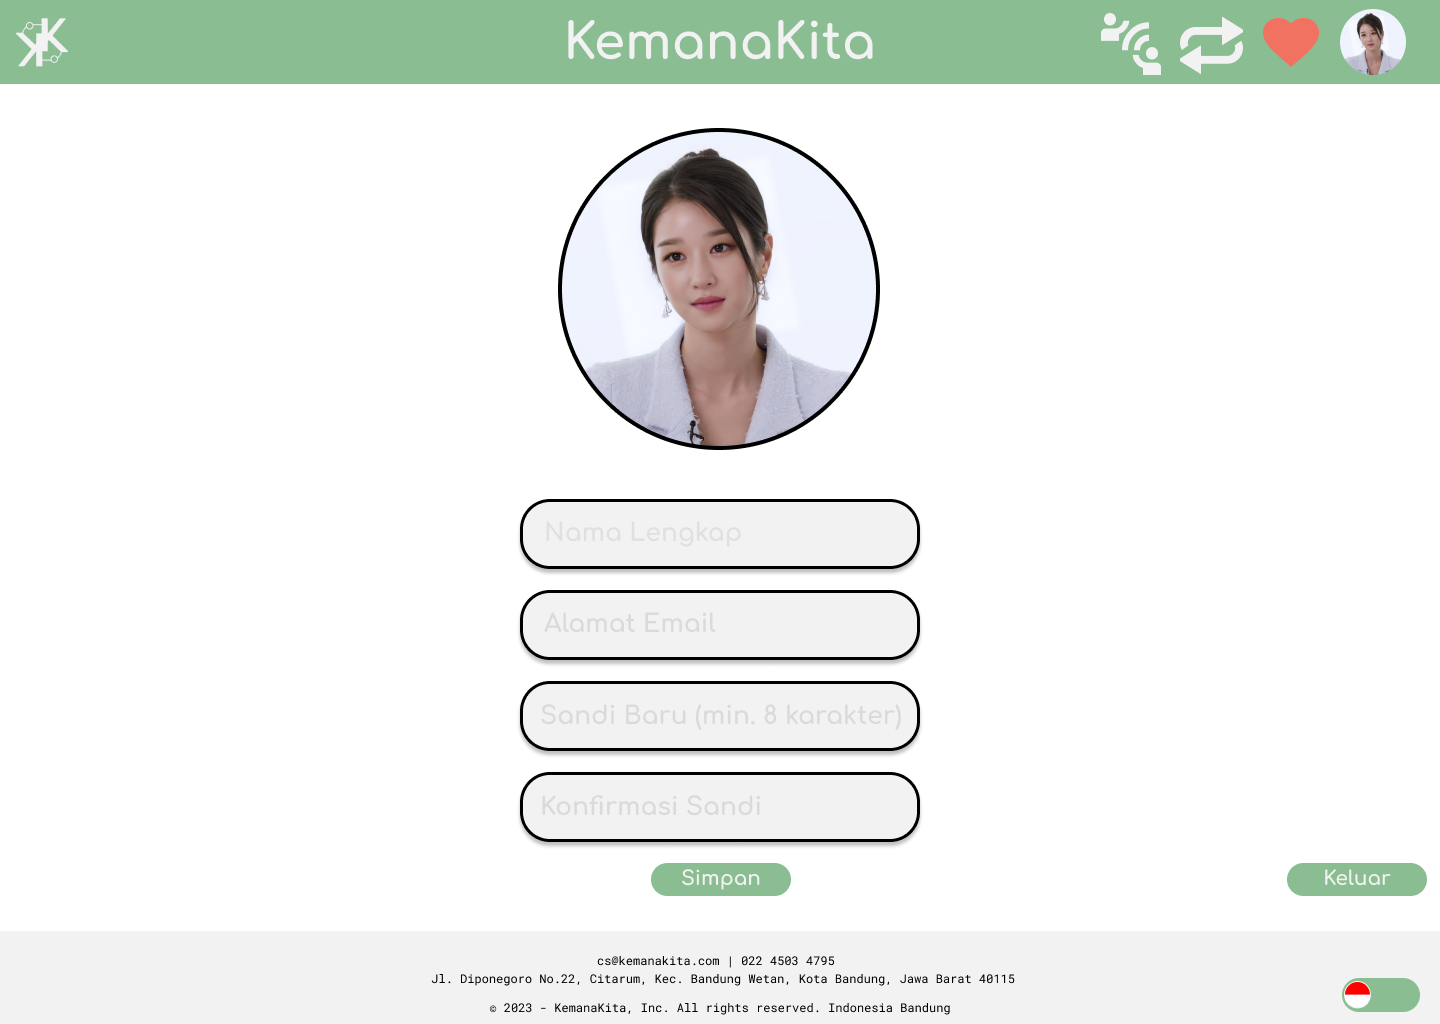 KemanaKita
Nama Lengkap
Alamat Email
Sandi Baru (min. 8 karakter)
Konfirmasi Sandi
Simpan
Keluar
cs@kemanakita.com | 022 4503 4795
Jl. Diponegoro No.22, Citarum, Kec. Bandung Wetan, Kota Bandung, Jawa Barat 40115
© 2023 - KemanaKita, Inc. All rights reserved. Indonesia Bandung